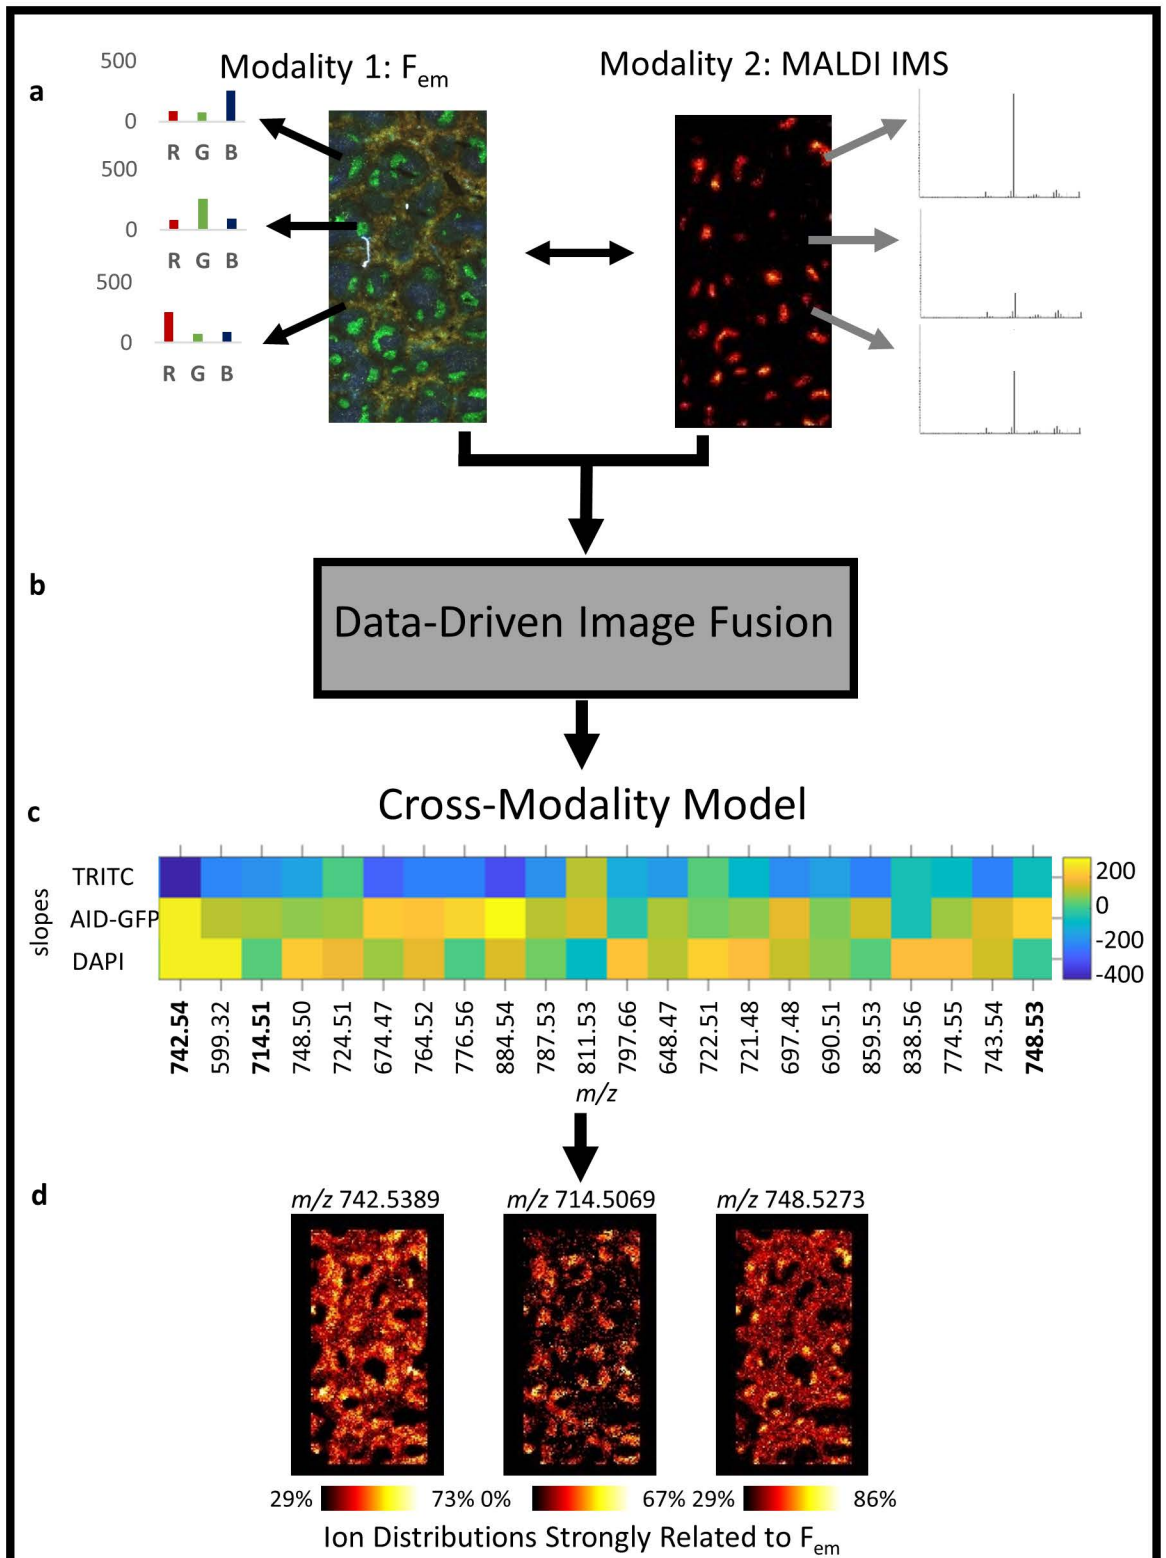 500
Modality 1: Fem
Modality 2: MALDI IMS
a
0
R G B
500
0
R G B
500
0
R G B
b
Data-Driven Image Fusion
c
Cross-Modality Model
slopes
TRITC
AID-GFP
DAPI
200
0
-200
-400
742.54 599.32 714.51 748.50 724.51 674.47 764.52 776.56 884.54 787.53 811.53 797.66 648.47 722.51 721.48 697.48 690.51 859.53 838.56 774.55 743.54 748.53
m/z
d
m/z 742.5389 m/z 714.5069 m/z 748.5273
29% 73% 0% 67% 29% 86%
Ion Distributions Strongly Related to Fem